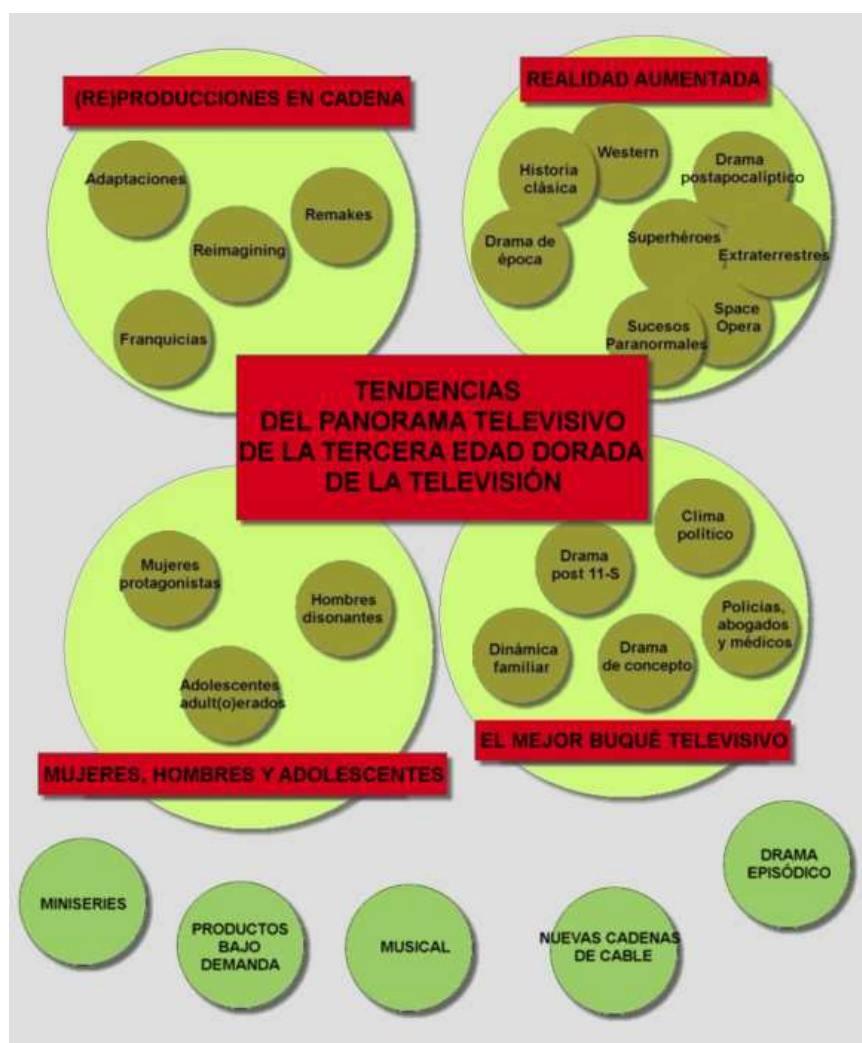 (RE)PRODUCCIONES EN CADENA
Adaptaciones
Remakes
Reimagining
Franquicias
REALIDAD AUMENTADA
Western
Historia
clásica
Drama
postapocalíptico
Drama de
época
Superhéroes
Extraterrestres
Space
Opera
Sucesos
Paranormales
TENDENCIAS
DEL PANORAMA TELEVISIVO
DE LA TERCERA EDAD DORADA
DE LA TELEVISIÓN
Mujeres
protagonistas
Hombres
disonantes
Adolescentes
adult(o)erados
MUJERES, HOMBRES Y ADOLESCENTES
Clima
político
Drama
post 11-S
Policías,
abogados
y médicos
Dinámica
familiar
Drama
de concepto
EL MEJOR BUQUÉ TELEVISIVO
MINISERIES
PRODUCTOS
BAJO
DEMANDA
MUSICAL
NUEVAS CADENAS
DE CABLE
DRAMA
EPISÓDICO